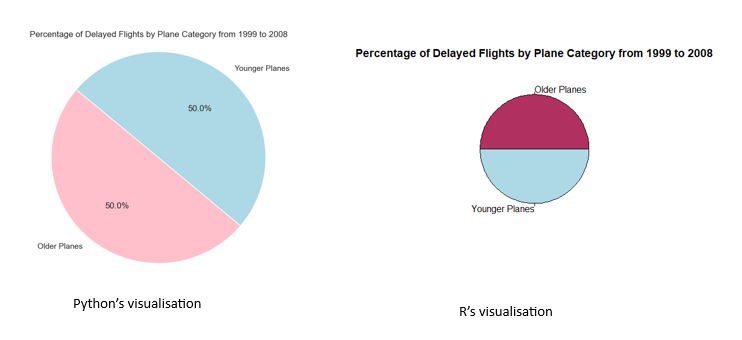 Percentage of Delayed Flights by Plane Category from 1999 to 2008
Younger Planes
50.0%
50.0%
Older Planes
Python's visualisation
Percentage of Delayed Flights by Plane Category from 1999 to 2008
Older Planes
Younger Planes
R's visualisation